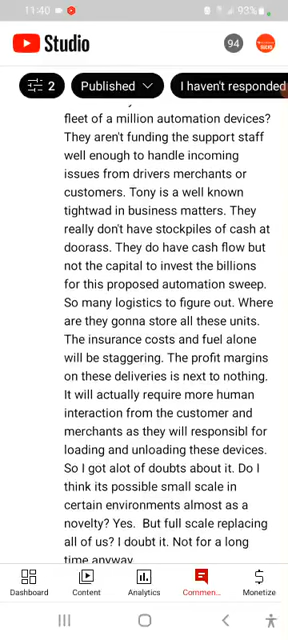 11:40
93%
Studio
94
2
Published
I haven't responded
fleet of a million automation devices?
They aren't funding the support staff
well enough to handle incoming
issues from drivers merchants or
customers. Tony is a well known
tightwad in business matters. They
really don't have stockpiles of cash at
doorass. They do have cash flow but
not the capital to invest the billions
for this proposed automation sweep.
So many logistics to figure out. Where
are they gonna store all these units.
The insurance costs and fuel alone
will be staggering. The profit margins
on these deliveries is next to nothing.
It will actually require more human
interaction from the customer and
merchants as they will responsibl for
loading and unloading these devices.
So I got alot of doubts about it. Do I
think its possible small scale in
certain environments almost as a
novelty? Yes.  But full scale replacing
all of us? I doubt it. Not for a long
time anyway
Dashboard
Content
Analytics
Commen...
Monetize